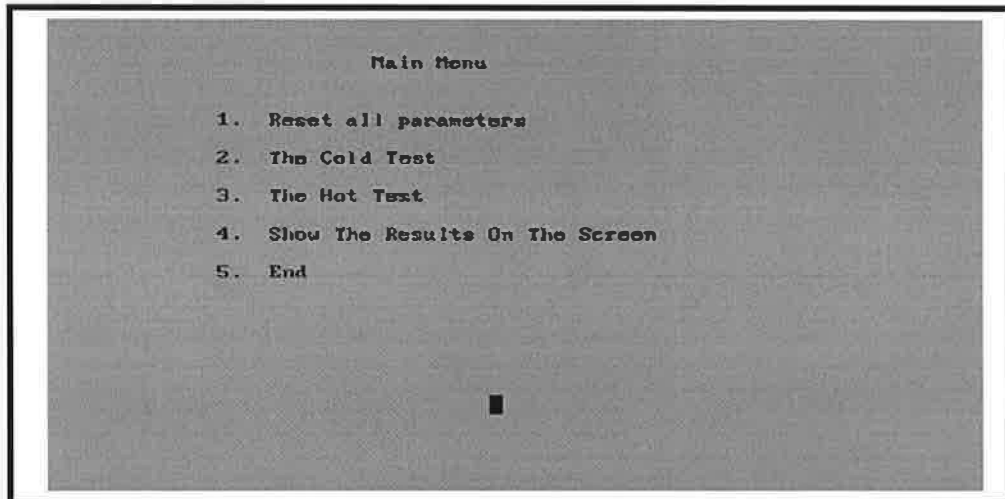 Main Menu
1. Reset all parameters
2. The Cold Test
3. The Hot Test
4. Show The Results On The Screen
5. End